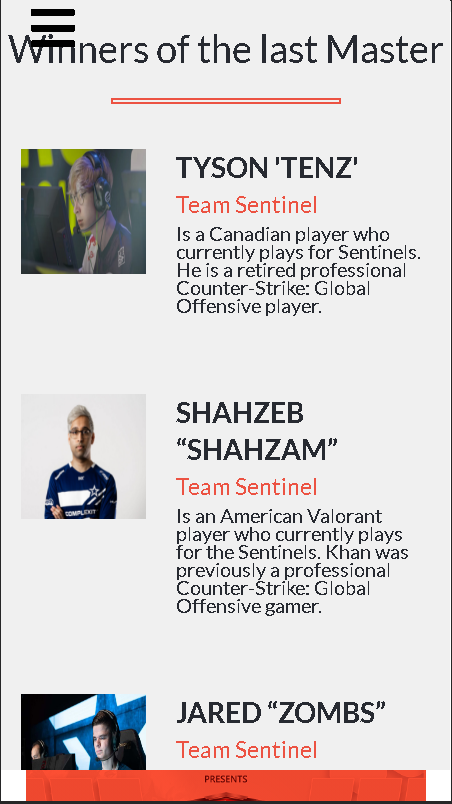 Winners of the last Master
TYSON 'TENZ'
Team Sentinel
Is a Canadian player who
currently plays for Sentinels.
He is a retired professional
Counter-Strike: Global
Offensive player.
SHAHZEB
“SHAHZAM”
Team Sentinel
Is an American Valorant
player who currently plays
for the Sentinels. Khan was
previously a professional
Counter-Strike: Global
Offensive gamer.
COMPLEXIT
JARED “ZOMBS”
Team Sentinel
PRESENTS